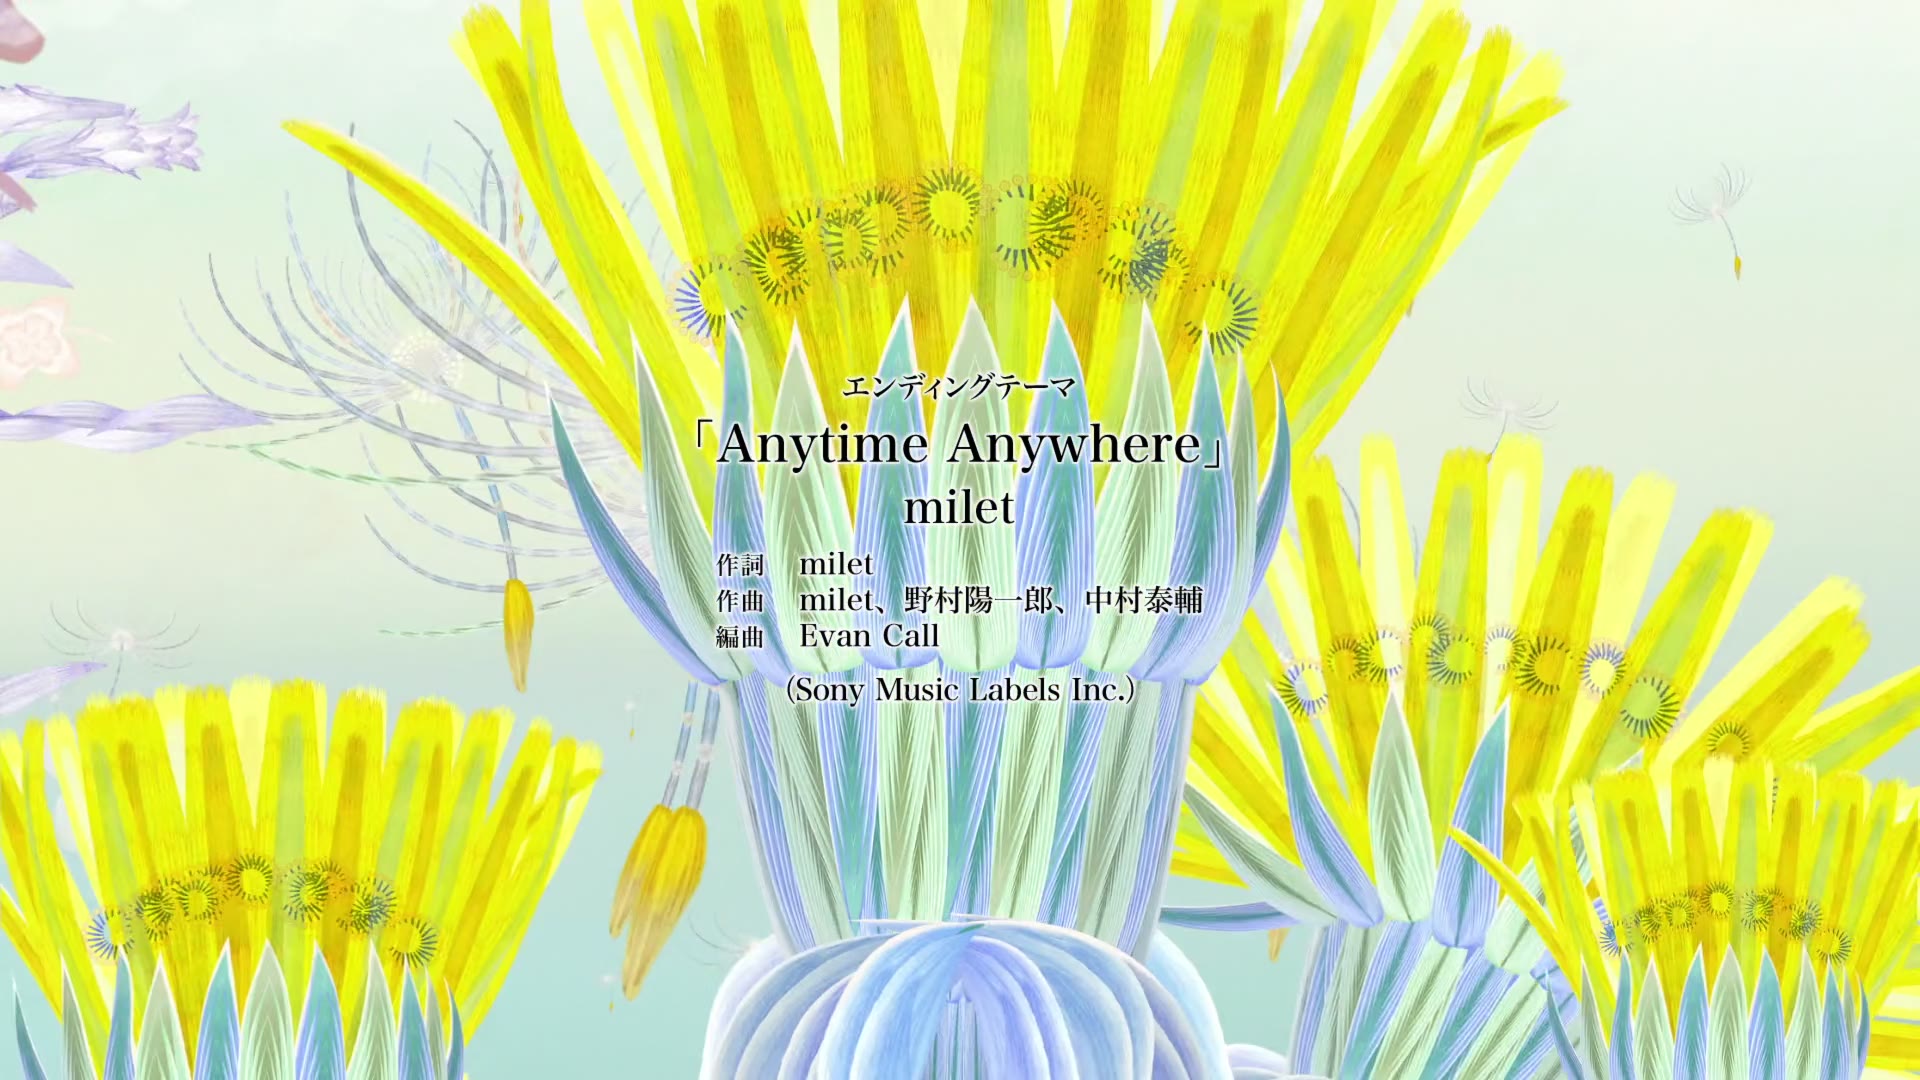 エンディングテーマ
「Anytime Anywhere」
milet
作詞 milet
作曲 milet、野村陽一郎、中村泰輔
編曲 Evan Call
(Sony Music Labels Inc.)